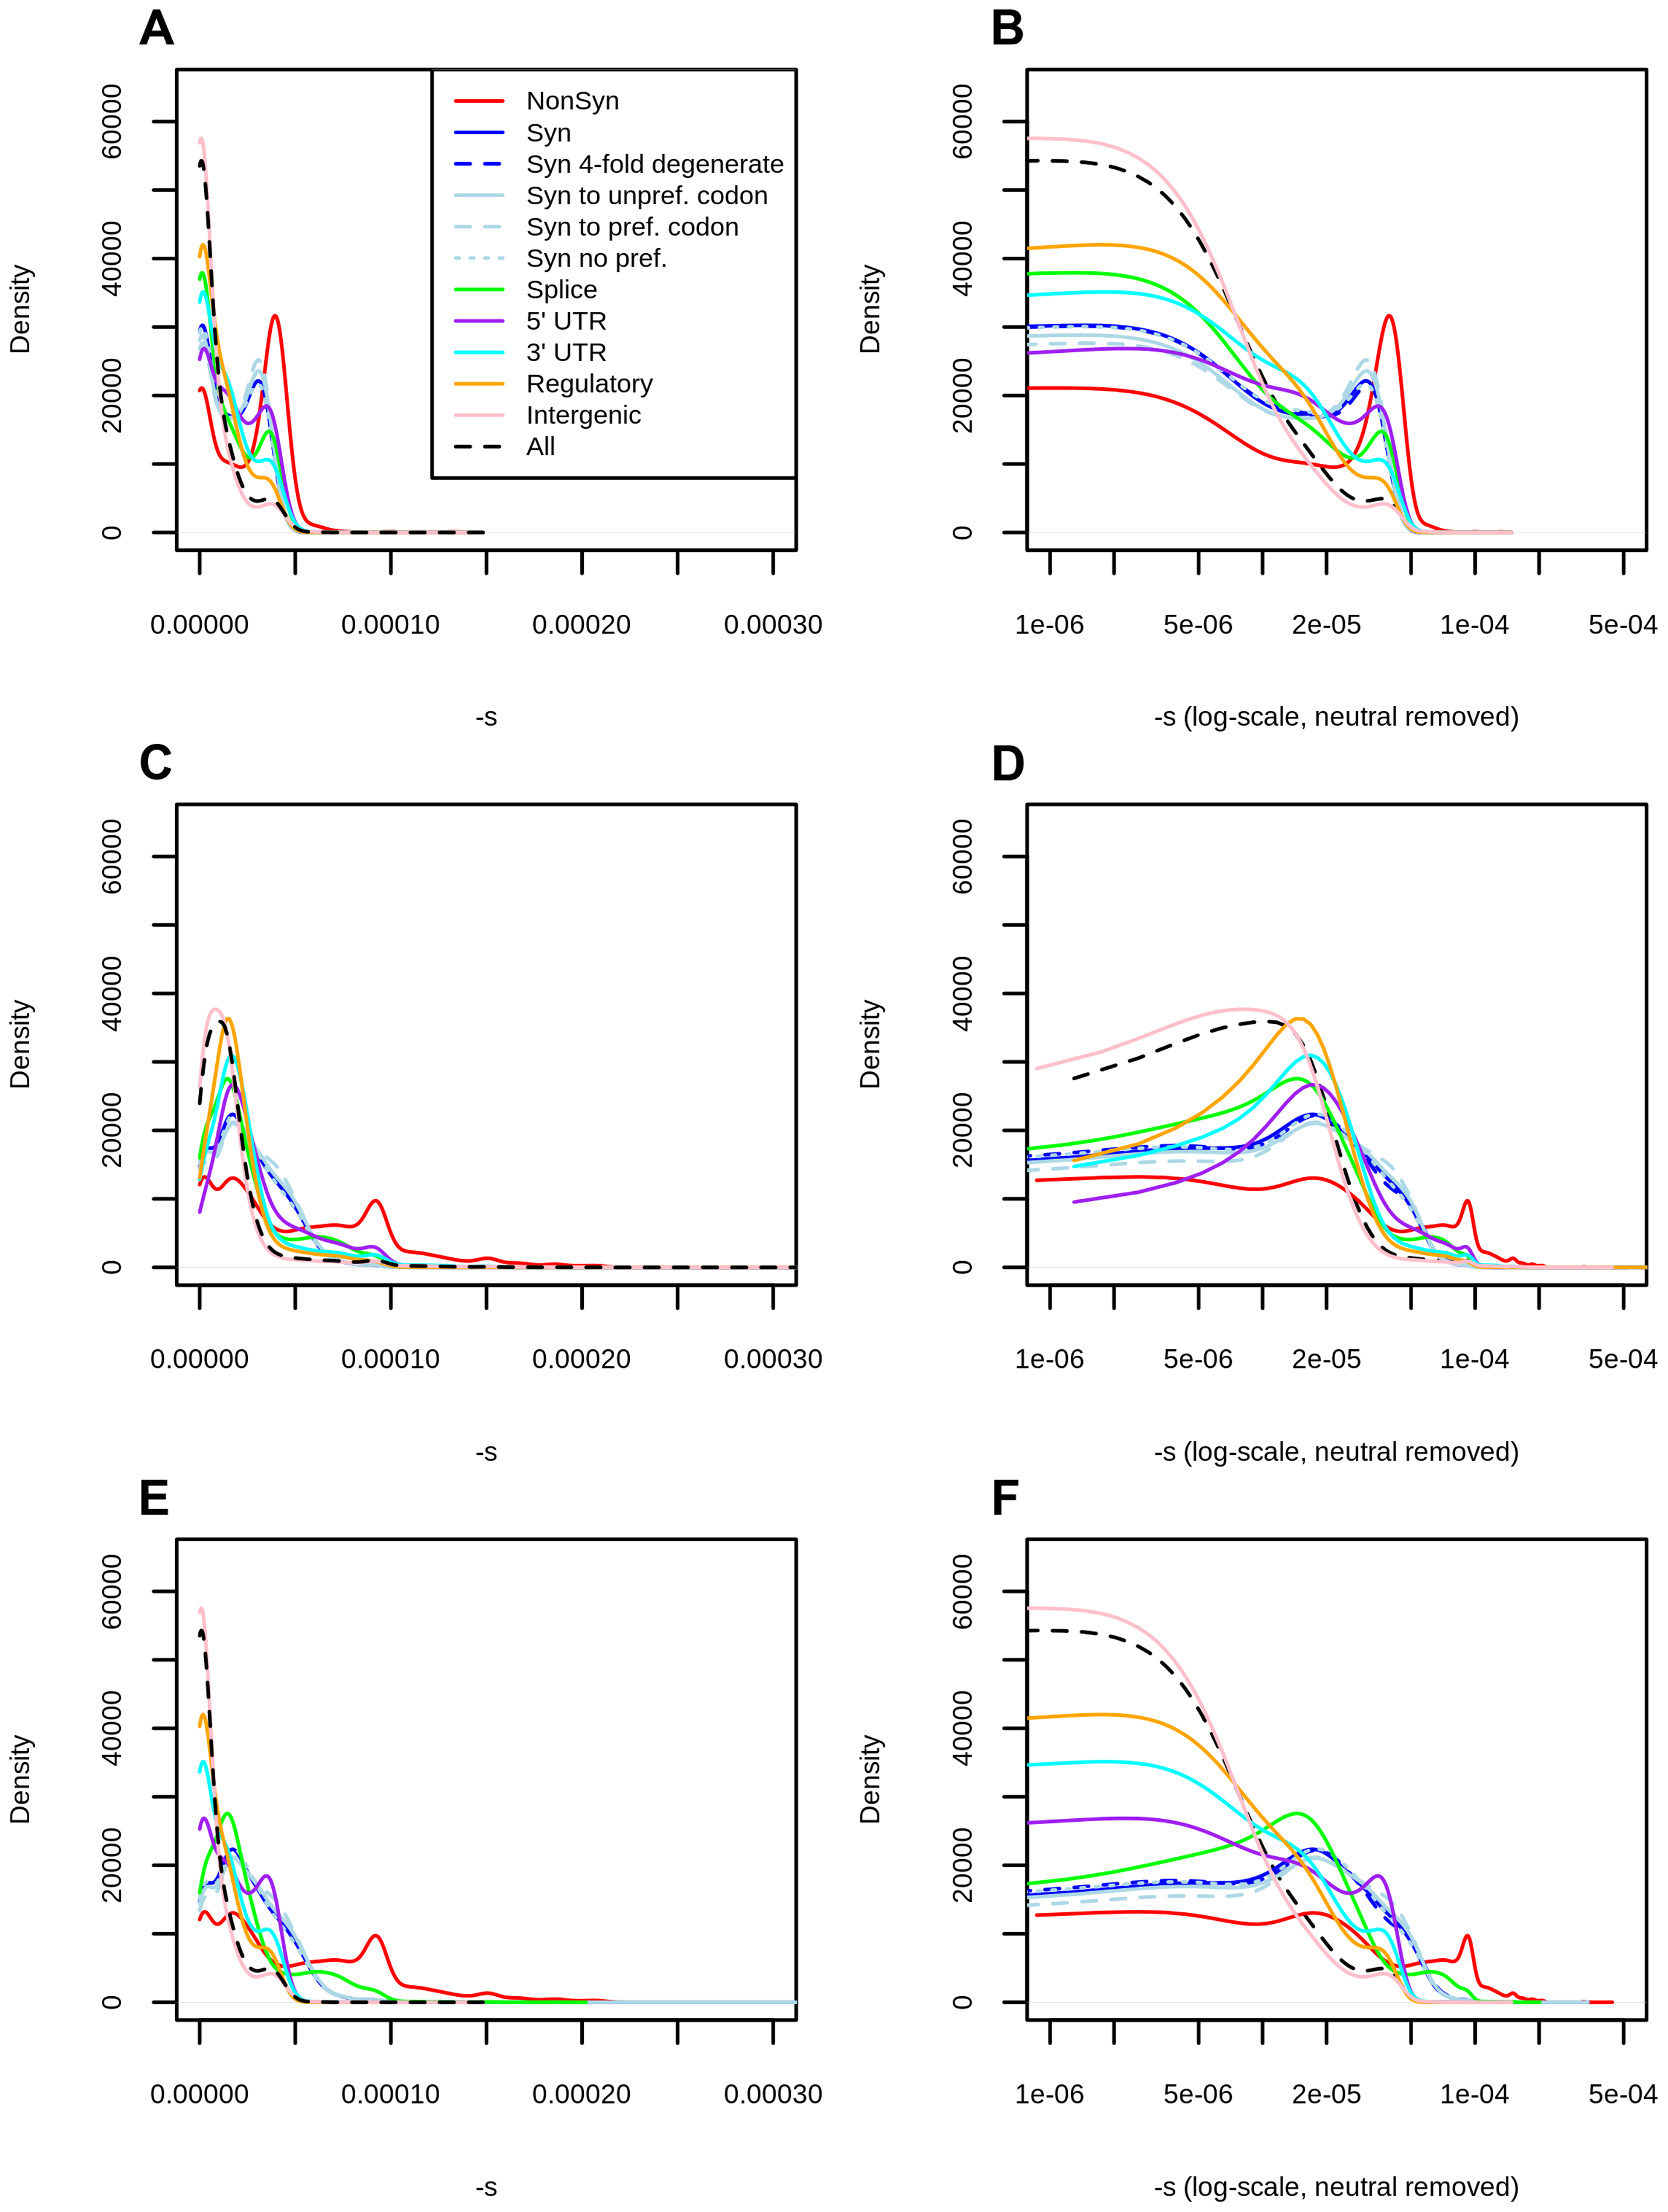 A
B
Density
0
20000
40000
60000
NonSyn
Syn
Syn 4-fold degenerate
Syn to unpref. codon
Syn to pref. codon
Syn no pref.
Splice
5' UTR
3' UTR
Regulatory
Intergenic
All
0.00000 0.00010 0.00020 0.00030
-s
Density
0
20000
40000
60000
1e-06 5e-06 2e-05 1e-04 5e-04
-s (log-scale, neutral removed)
C
D
Density
0
20000
40000
60000
0.00000 0.00010 0.00020 0.00030
-s
Density
0
20000
40000
60000
1e-06 5e-06 2e-05 1e-04 5e-04
-s (log-scale, neutral removed)
E
F
Density
0
20000
40000
60000
0.00000 0.00010 0.00020 0.00030
-s
Density
0
20000
40000
60000
1e-06 5e-06 2e-05 1e-04 5e-04
-s (log-scale, neutral removed)